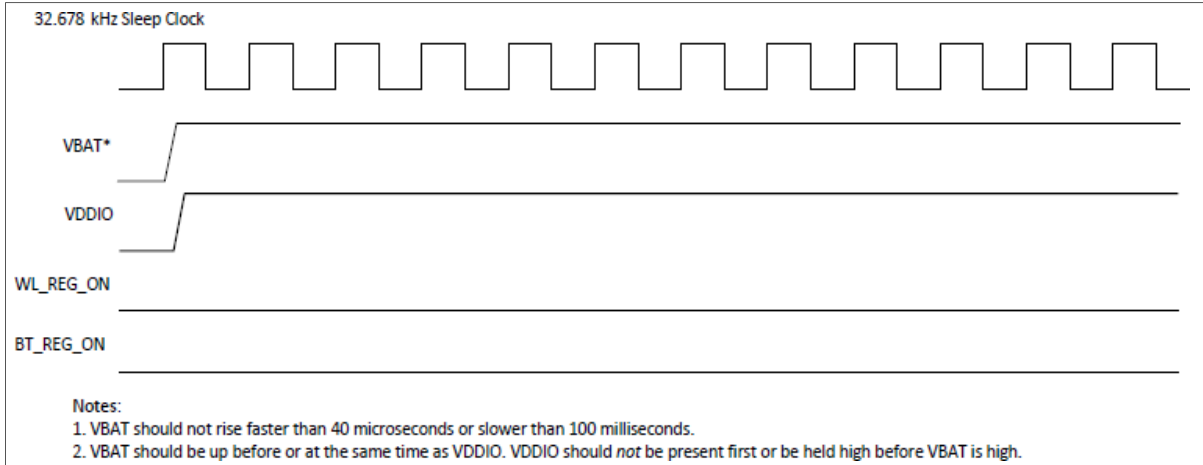 32.678 kHz Sleep Clock
VBAT*
VDDIO
WL_REG_ON
BT_REG_ON
Notes:
1. VBAT should not rise faster than 40 microseconds or slower than 100 milliseconds.
2. VBAT should be up before or at the same time as VDDIO. VDDIO should not be present first or be held high before VBAT is high.